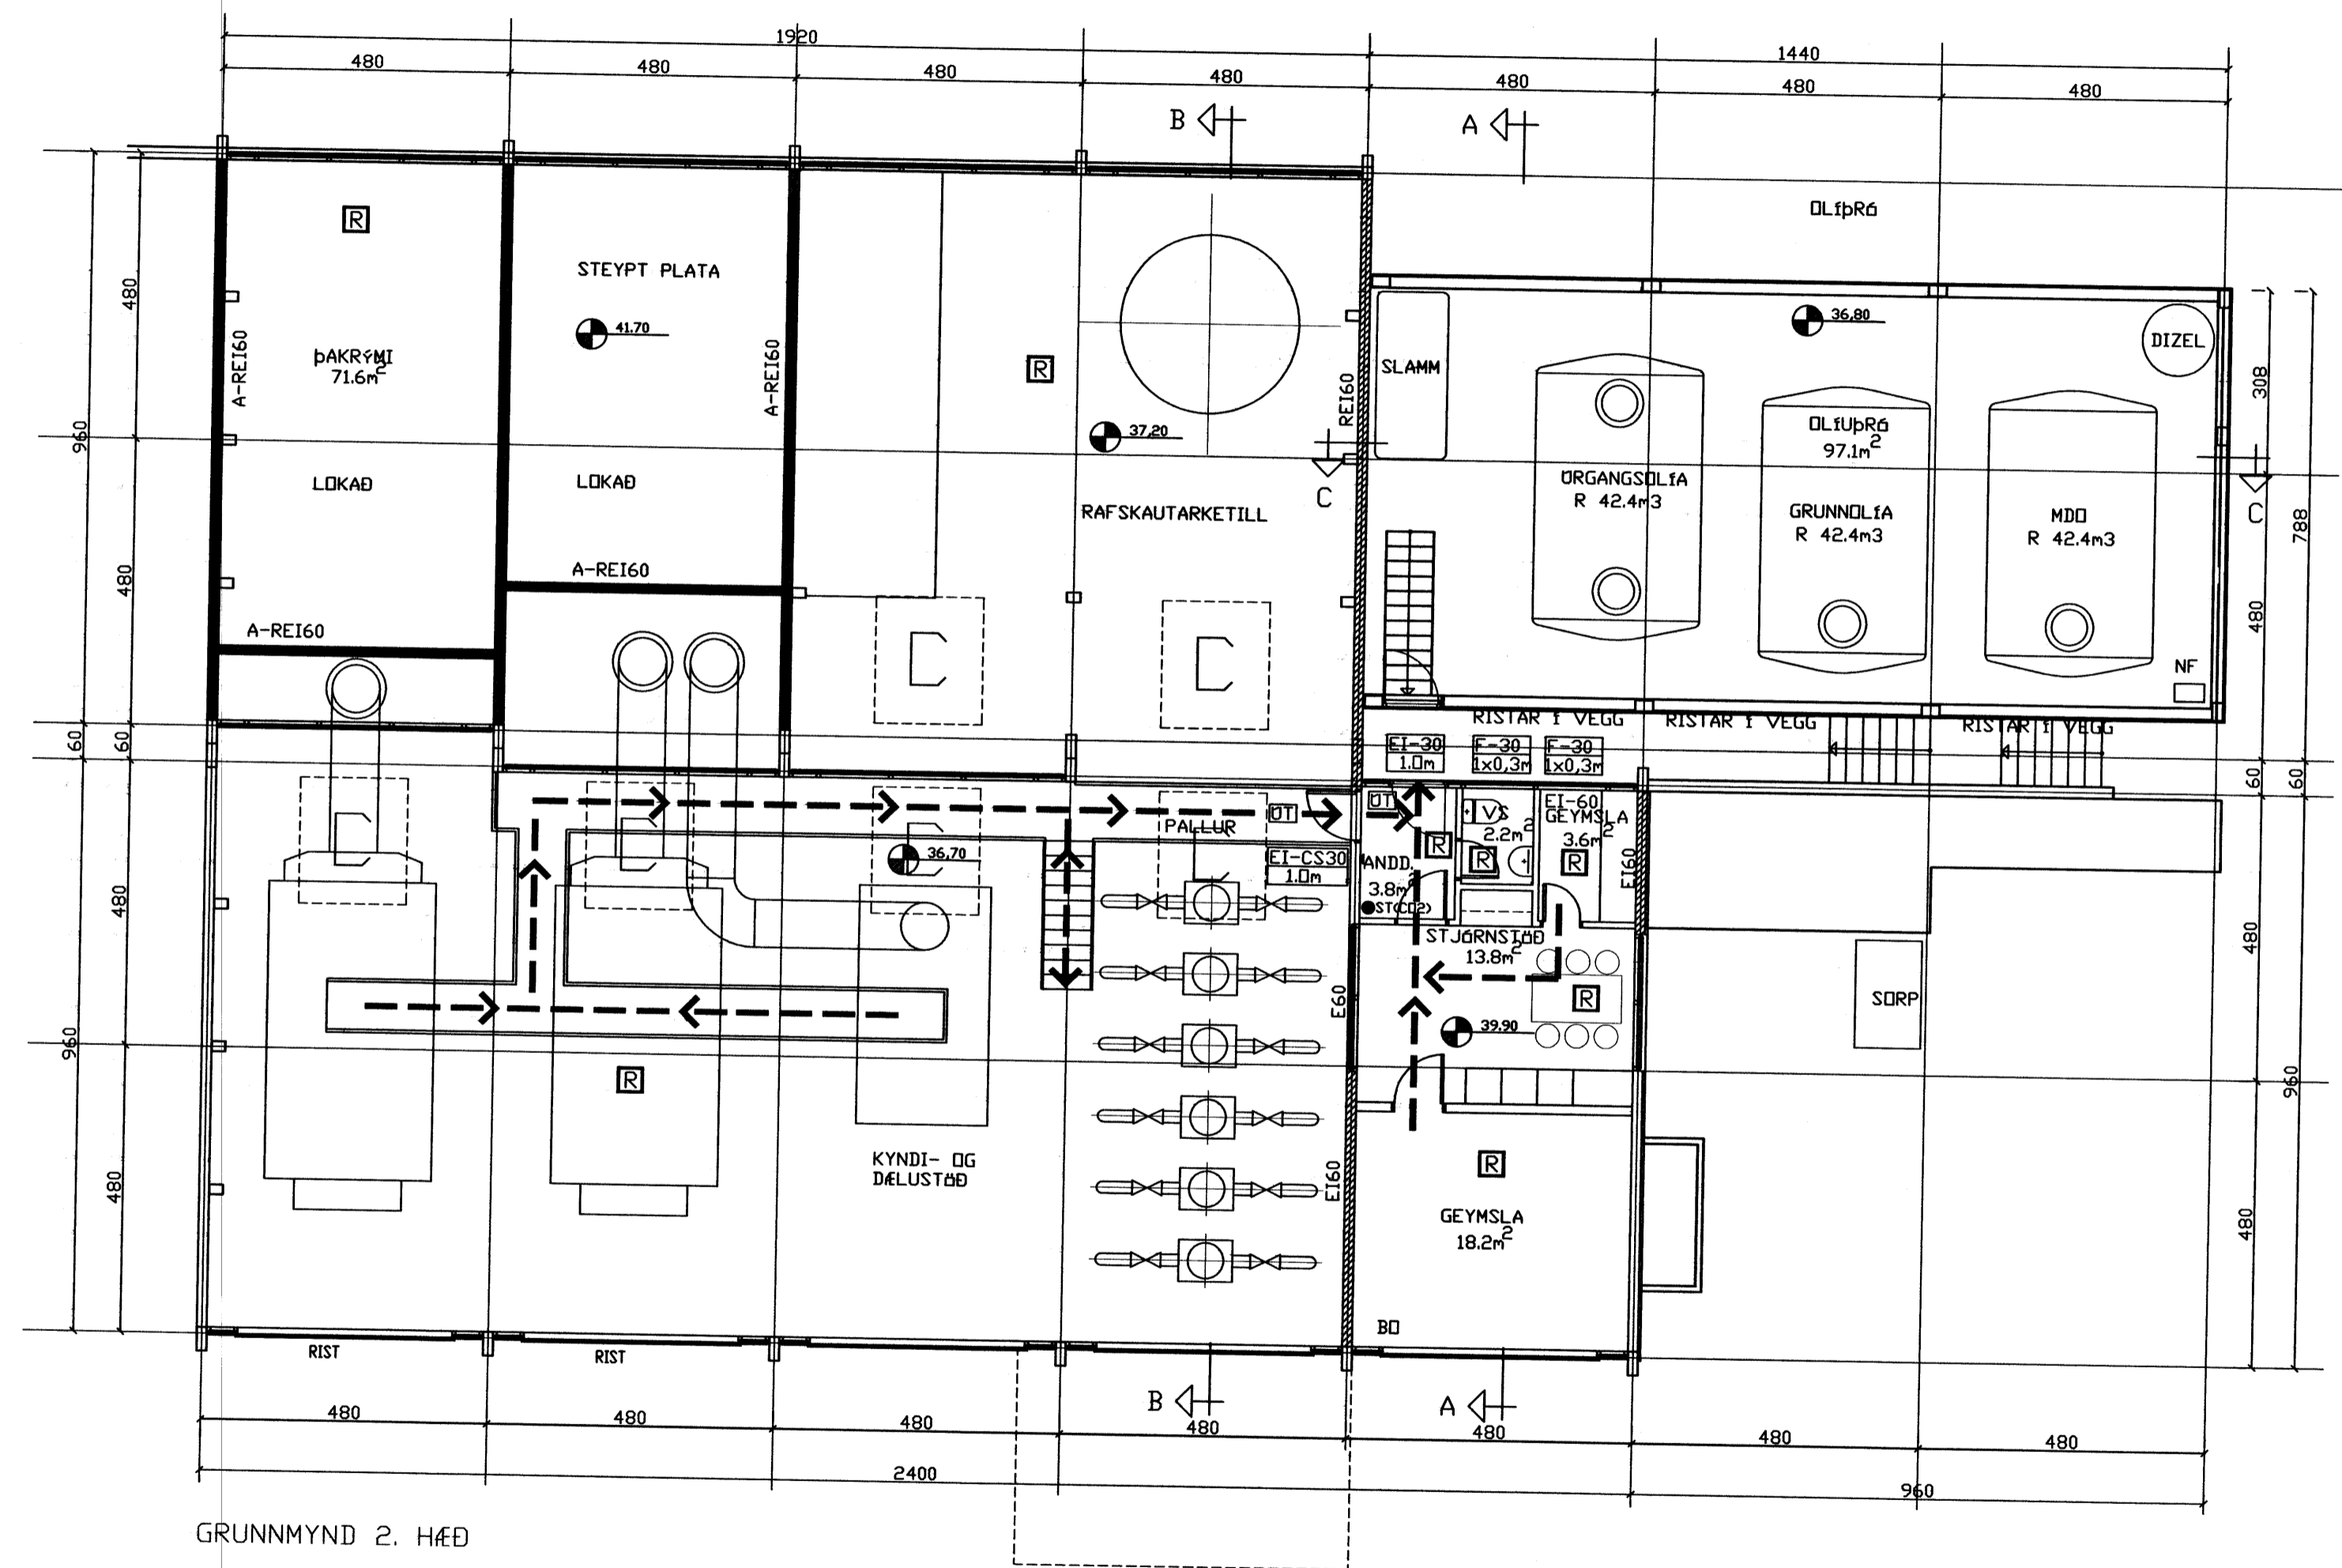 1920
1440
480
480
480
480
480
480
480
B
A
OLíÞRó
R
STEYPT PLATA
41.70
ÞAKRýMI
71.6m2
A-REI60
A-REI60
LOKAÐ
LOKAÐ
A-REI60
A-REI60
R
37,20
RAFSKAUTARKETILL
REI60
C
SLAMM
36,80
DIZEL
ÚRGANGSOLíA
R 42.4m3
OLíUÞRó
97.1m2
GRUNNOLíA
R 42.4m3
MDO
R 42.4m3
NF
C
RISTAR í VEGG
RISTAR í VEGG
RISTAR í VEGG
480
960
480
60
60
480
960
480
308
788
480
60
60
480
960
480
EI-30
1.0m
F-30
1x0,3m
F-30
1x0,3m
ÚT
ÚT
PALLUR
36,70
EI-CS30
1.0m
ANDD.
3.8m2
ST(CO2)
R
VS
2.2m2
R
EI-60
GEYMSLA
3.6m2
R
EI60
STJóRNSTöÐ
13.8m2
R
39,90
E60
SORP
R
KYNDI- OG
DÆLUSTöÐ
EI60
R
GEYMSLA
18.2m2
BO
RIST
RIST
B
A
480
480
480
480
480
480
480
2400
960
GRUNNMYND 2. HÆÐ